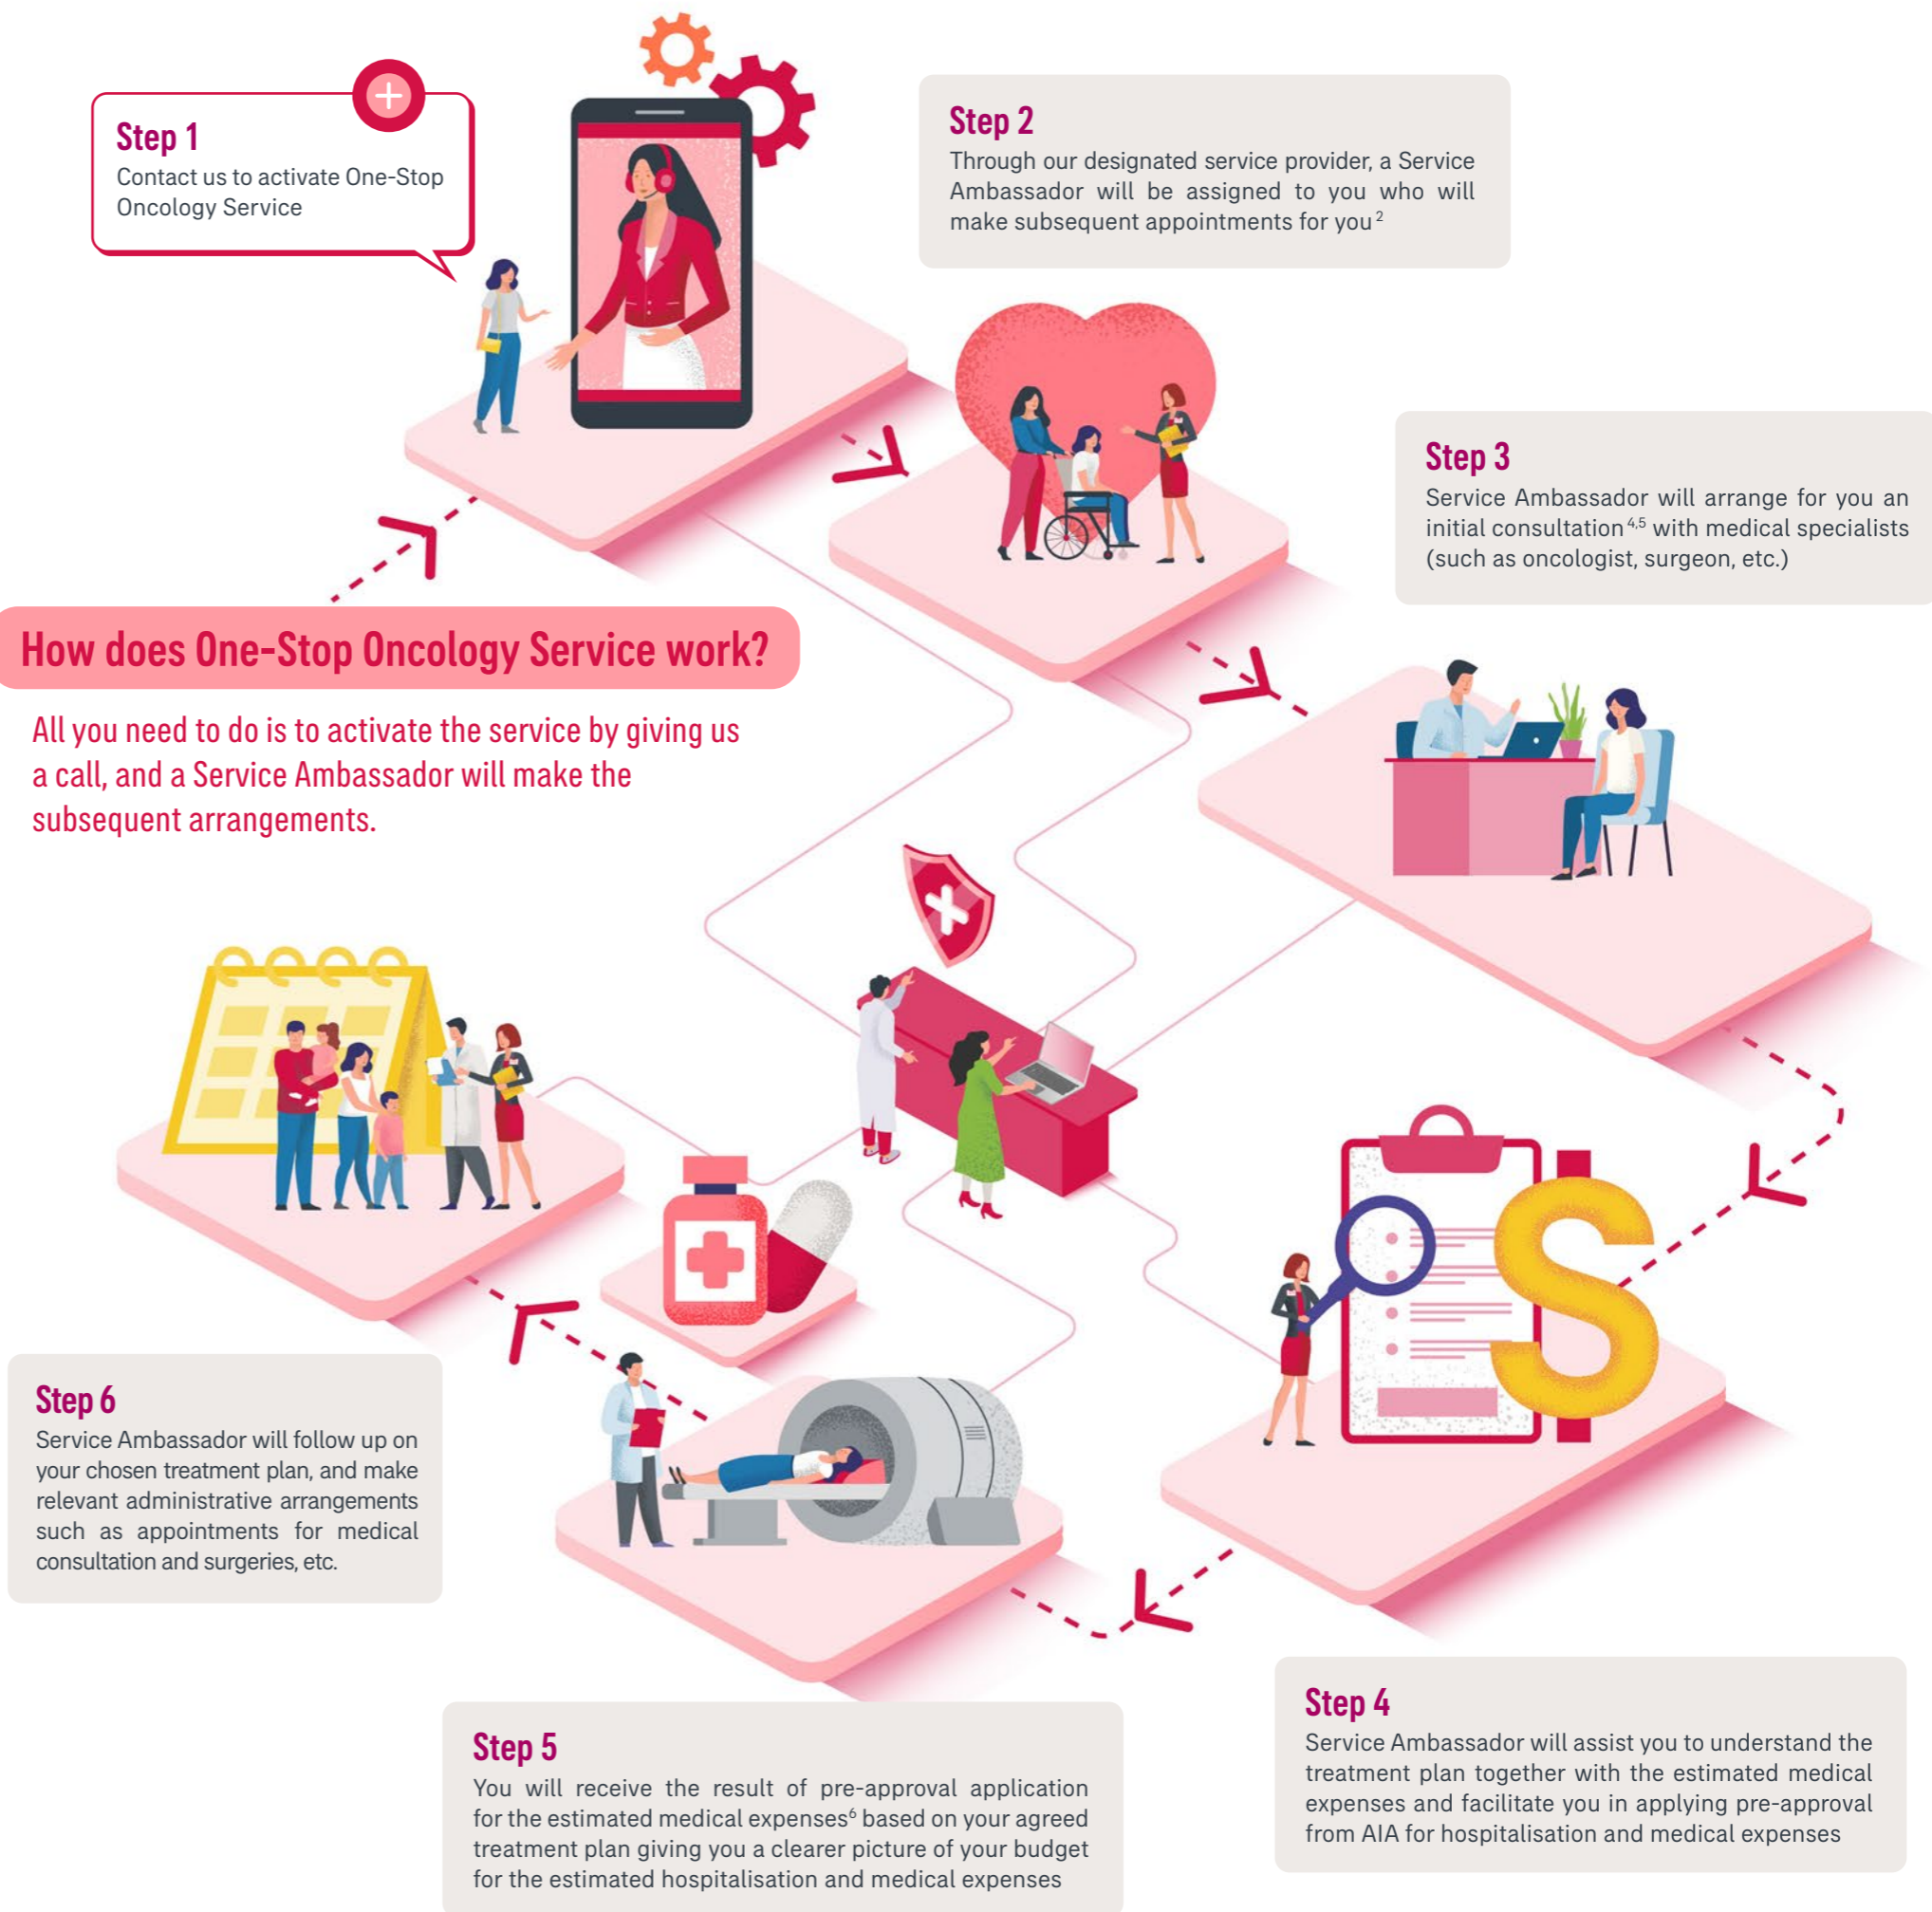 Step 1
Contact us to activate One-Stop
Oncology Service
Step 2
Through our designated service provider, a Service
Ambassador will be assigned to you who will
make subsequent appointments for you2
Step 3
Service Ambassador will arrange for you an
initial consultation4,5 with medical specialists
(such as oncologist, surgeon, etc.)
How does One-Stop Oncology Service work?
All you need to do is to activate the service by giving us
a call, and a Service Ambassador will make the
subsequent arrangements.
Step 4
Service Ambassador will assist you to understand the
treatment plan together with the estimated medical
expenses and facilitate you in applying pre-approval
from AIA for hospitalisation and medical expenses
Step 5
You will receive the result of pre-approval application
for the estimated medical expenses6 based on your agreed
treatment plan giving you a clearer picture of your budget
for the estimated hospitalisation and medical expenses
Step 6
Service Ambassador will follow up on
your chosen treatment plan, and make
relevant administrative arrangements
such as appointments for medical
consultation and surgeries, etc.